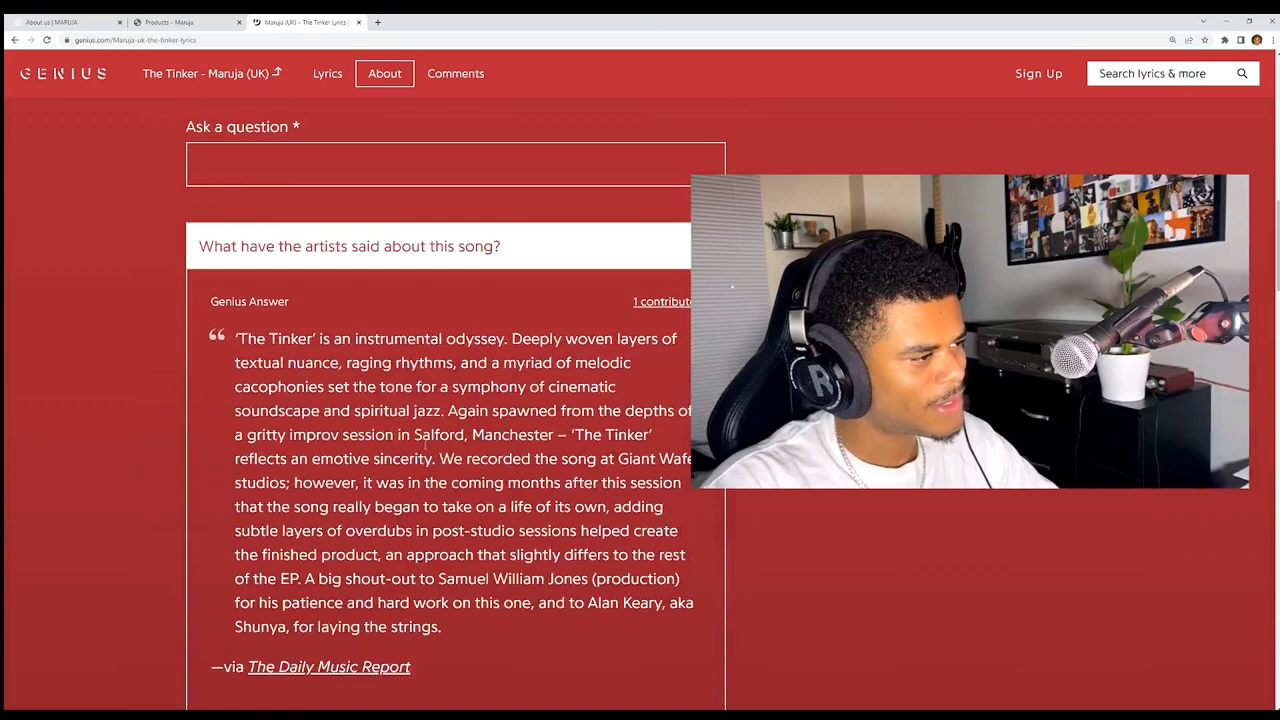 About us | MARUJA
Products – Maruja
Maruja (UK) – The Tinker Lyrics |
genius.com/Maruja-uk-the-tinker-lyrics
GENIUS
The Tinker - Maruja (UK)
Lyrics
About
Comments
Sign Up
Search lyrics & more
Ask a question *
What have the artists said about this song?
Genius Answer
1 contribut
“ ‘The Tinker’ is an instrumental odyssey. Deeply woven layers of
textual nuance, raging rhythms, and a myriad of melodic
cacophonies set the tone for a symphony of cinematic
soundscape and spiritual jazz. Again spawned from the depths of
a gritty improv session in Salford, Manchester – ‘The Tinker’
reflects an emotive sincerity. We recorded the song at Giant Wafe
studios; however, it was in the coming months after this session
that the song really began to take on a life of its own, adding
subtle layers of overdubs in post-studio sessions helped create
the finished product, an approach that slightly differs to the rest
of the EP. A big shout-out to Samuel William Jones (production)
for his patience and hard work on this one, and to Alan Keary, aka
Shunya, for laying the strings.
—via The Daily Music Report
R